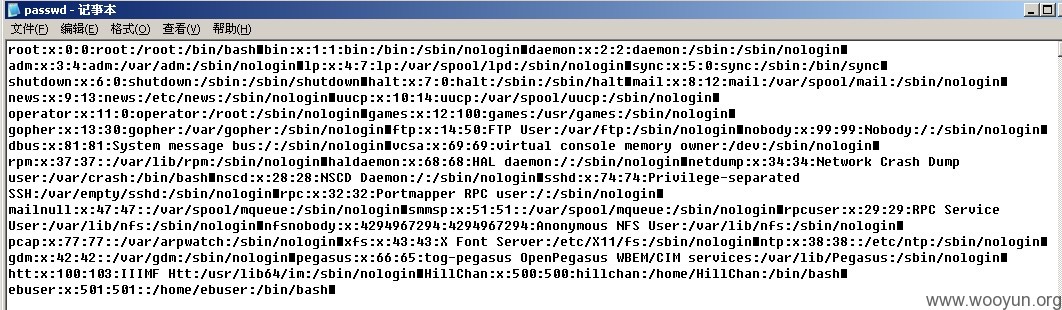 passwd - 记事本
文件(F) 编辑(E) 格式(O) 查看(V) 帮助(H)
root:x:0:0:root:/root:/bin/bash■bin:x:1:1:bin:/bin:/sbin/nologin■daemon:x:2:2:daemon:/sbin:/sbin/nologin■
adm:x:3:4:adm:/var/adm:/sbin/nologin■lp:x:4:7:lp:/var/spool/lpd:/sbin/nologin■sync:x:5:0:sync:/sbin:/bin/sync■
shutdown:x:6:0:shutdown:/sbin:/sbin/shutdown■halt:x:7:0:halt:/sbin:/sbin/halt■mail:x:8:12:mail:/var/spool/mail:/sbin/nologin■
news:x:9:13:news:/etc/news:/sbin/nologin■uucp:x:10:14:uucp:/var/spool/uucp:/sbin/nologin■
operator:x:11:0:operator:/root:/sbin/nologin■games:x:12:100:games:/usr/games:/sbin/nologin■
gopher:x:13:30:gopher:/var/gopher:/sbin/nologin■ftp:x:14:50:FTP User:/var/ftp:/sbin/nologin■nobody:x:99:99:Nobody:/:/sbin/nologin■
dbus:x:81:81:System message bus:/:/sbin/nologin■vcsa:x:69:69:virtual console memory owner:/dev:/sbin/nologin■
rpm:x:37:37::/var/lib/rpm:/sbin/nologin■haldaemon:x:68:68:HAL daemon:/:/sbin/nologin■netdump:x:34:34:Network Crash Dump
user:/var/crash:/bin/bash■nscd:x:28:28:NSCD Daemon:/:/sbin/nologin■sshd:x:74:74:Privilege-separated
SSH:/var/empty/sshd:/sbin/nologin■rpc:x:32:32:Portmapper RPC user:/:/sbin/nologin■
mailnull:x:47:47::/var/spool/mqueue:/sbin/nologin■smmsp:x:51:51::/var/spool/mqueue:/sbin/nologin■rpcuser:x:29:29:RPC Service
User:/var/lib/nfs:/sbin/nologin■nfsnobody:x:4294967294:4294967294:Anonymous NFS User:/var/lib/nfs:/sbin/nologin■
pcap:x:77:77::/var/arpwatch:/sbin/nologin■xfs:x:43:43:X Font Server:/etc/X11/fs:/sbin/nologin■ntp:x:38:38::/etc/ntp:/sbin/nologin■
gdm:x:42:42::/var/gdm:/sbin/nologin■pegasus:x:66:65:tog-pegasus OpenPegasus WBEM/CIM services:/var/lib/Pegasus:/sbin/nologin■
htt:x:100:103:IIIMF Htt:/usr/lib64/im:/sbin/nologin■HillChan:x:500:500:hillchan:/home/HillChan:/bin/bash■
ebuser:x:501:501::/home/ebuser:/bin/bash■
www.wooyun.org